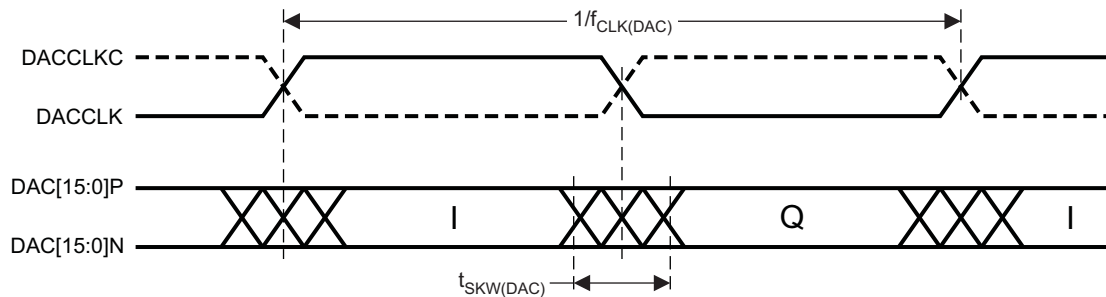 1/fCLK(DAC)
DACCLKC
DACCLK
DAC[15:0]P
I Q I
DAC[15:0]N
tSKW(DAC)